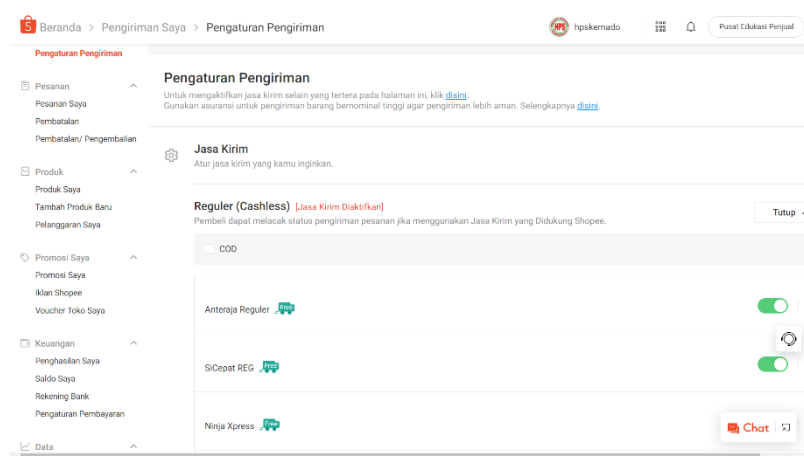 S Beranda > Pengiriman Saya > Pengaturan Pengiriman
HPS hpskemado
Pusat Edukasi Penjual
Pengaturan Pengiriman
Pesanan
Pesanan Saya
Pembatalan
Pembatalan/ Pengembalian
Produk
Produk Saya
Tambah Produk Baru
Pelanggaran Saya
Promosi Saya
Promosi Saya
Iklan Shopee
Voucher Toko Saya
Keuangan
Penghasilan Saya
Saldo Saya
Rekening Bank
Pengaturan Pembayaran
Data
Pengaturan Pengiriman
Untuk mengaktifkan jasa kirim selain yang tertera pada halaman ini, klik disini.
Gunakan asuransi untuk pengiriman barang bernominal tinggi agar pengiriman lebih aman. Selengkapnya disini.
Jasa Kirim
Atur jasa kirim yang kamu inginkan.
Reguler (Cashless) [Jasa Kirim Diaktifkan]
Pembeli dapat melacak status pengiriman pesanan jika menggunakan Jasa Kirim yang Didukung Shopee.
Tutup
COD
Anteraja Reguler Free
SiCepat REG Free
Ninja Xpress Free
Chat